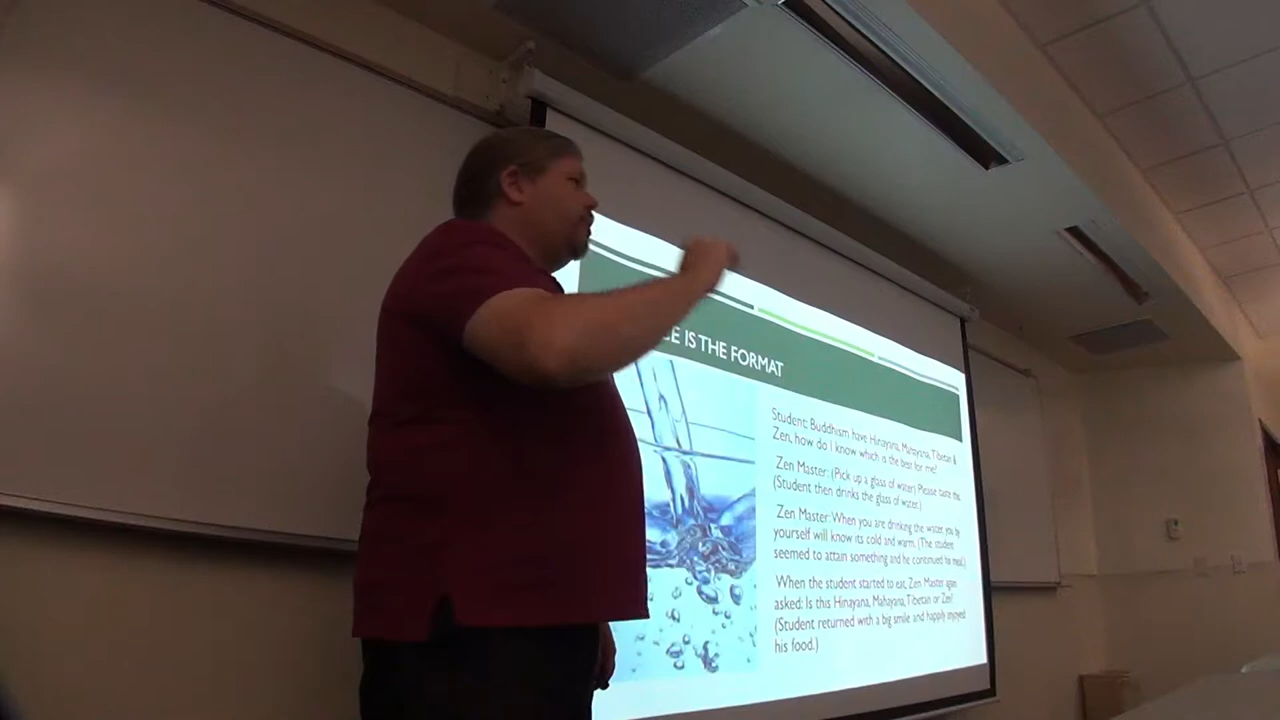 IS THE FORMAT
Student: Buddhism have Hinayana, Mahayana, Tibetan &
Zen, how do I know which is the best for me?
Zen Master: (Pick up a glass of water) Please taste this.
(Student then drinks the glass of water.)
Zen Master: When you are drinking the water, you by
yourself will know its cold and warm. (The student
seemed to attain something and he continued his meal.)
When the student started to eat, Zen Master again
asked: Is this Hinayana, Mahayana, Tibetan or Zen?
(Student returned with a big smile and happily enjoyed
his food.)